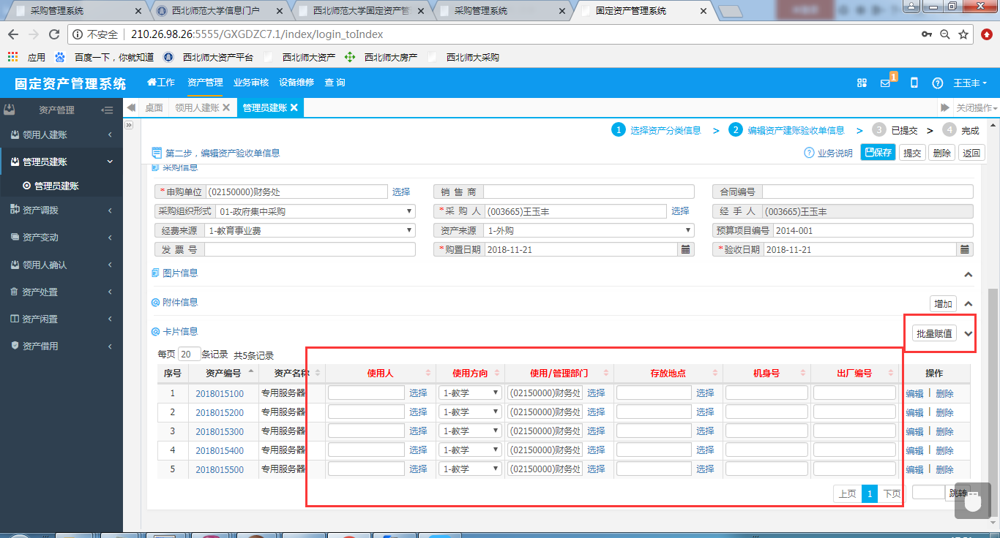 采购管理系统 西北师范大学信息门户 西北师范大学固定资产管 采购管理系统 固定资产管理系统
不安全 210.26.98.26:5555/GXGDZC7.1/index/login_toIndex
应用 百度一下，你就知道 西北师大资产平台 西北师大资产 西北师大房产 西北师大采购
固定资产管理系统 工作 资产管理 业务审核 设备维修 查 询 1 王玉丰
资产管理 桌面 领用人建账 管理员建账 关闭操作
领用人建账
管理员建账
管理员建账
资产调拨
资产变动
领用人确认
资产处置
资产闲置
资产借用
1 选择资产分类信息 > 2 编辑资产建账验收单信息 > 3 已提交 > 4 完成
第二步，编辑资产验收单信息 业务说明 保存 提交 删除 返回
采购信息
*申购单位 (02150000)财务处 选择 销 售 商 合同编号
采购组织形式 01-政府集中采购 *采 购 人 (003665)王玉丰 选择 经 手 人 (003665)王玉丰
经费来源 1-教育事业费 资产来源 1-外购 预算项目编号 2014-001
发 票 号 *购置日期 2018-11-21 *验收日期 2018-11-21
图片信息
附件信息 增加
卡片信息 批量赋值
每页 20 条记录 共5条记录
序号 资产编号 资产名称 使用人 使用方向 使用/管理部门 存放地点 机身号 出厂编号 操作
1 2018015100 专用服务器 选择 1-教学 (02150000)财务处 选择 选择 编辑 | 删除
2 2018015200 专用服务器 选择 1-教学 (02150000)财务处 选择 选择 编辑 | 删除
3 2018015300 专用服务器 选择 1-教学 (02150000)财务处 选择 选择 编辑 | 删除
4 2018015400 专用服务器 选择 1-教学 (02150000)财务处 选择 选择 编辑 | 删除
5 2018015500 专用服务器 选择 1-教学 (02150000)财务处 选择 选择 编辑 | 删除
上页 1 下页 跳转